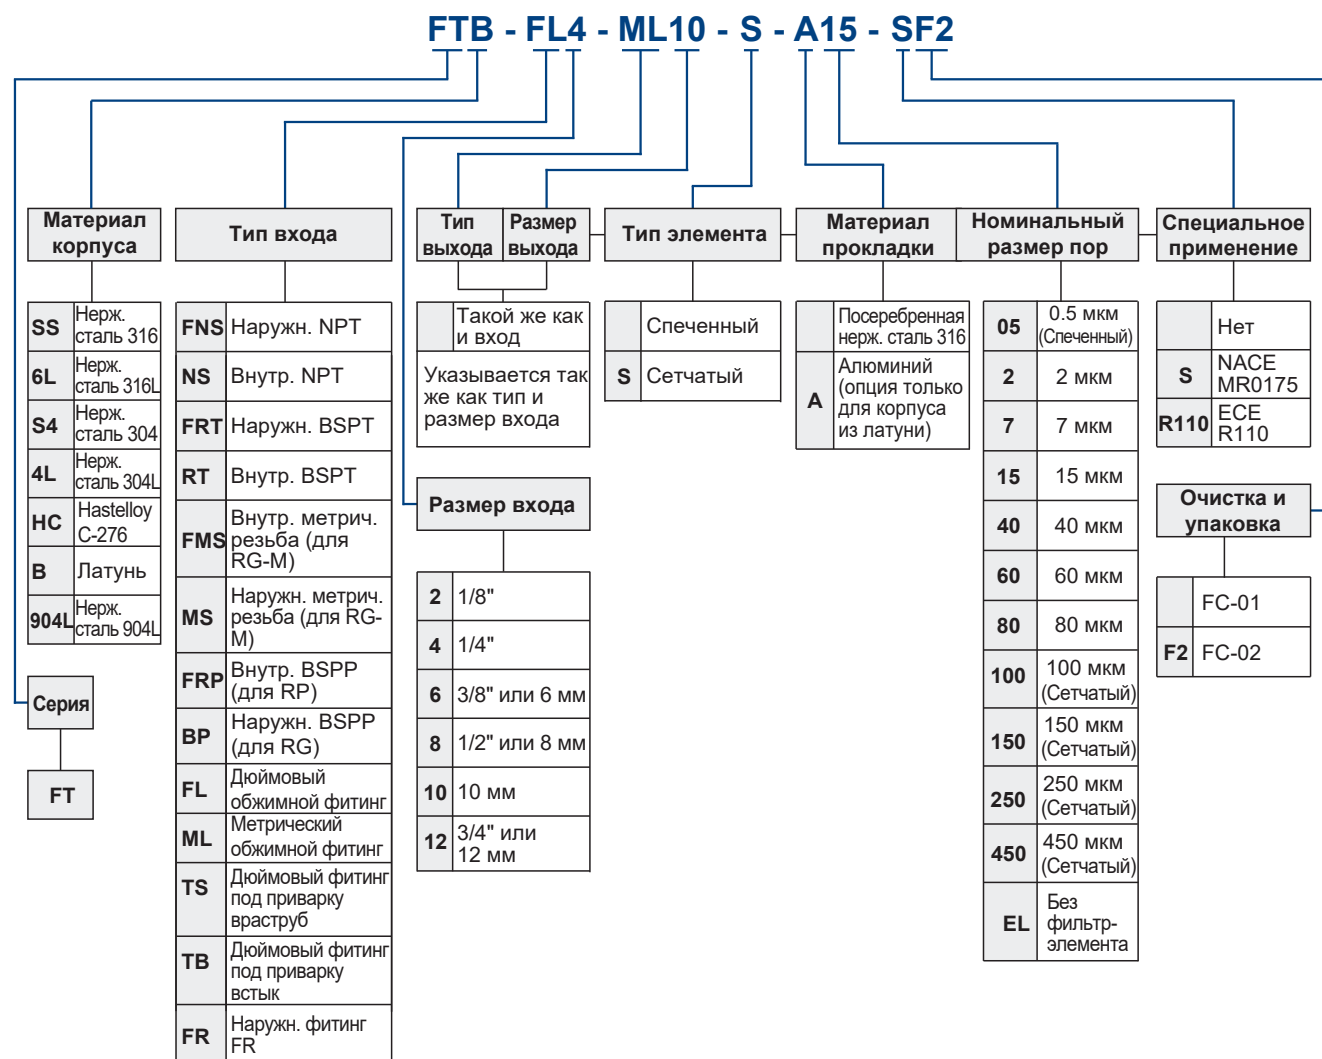 FTB - FL4 - ML10 - S - A15 - SF2
Материал
корпуса
SS Нерж.
сталь 316
6L Нерж.
сталь 316L
S4 Нерж.
сталь 304
4L Нерж.
сталь 304L
HC Hastelloy
C-276
B Латунь
904L Нерж.
сталь 904L
Серия
FT
Тип входа
FNS Наружн. NPT
NS Внутр. NPT
FRT Наружн. BSPT
RT Внутр. BSPT
FMS Внутр. метрич.
резьба (для
RG-M)
MS Наружн. метрич.
резьба (для RG-
M)
FRP Внутр. BSPP
(для RP)
BP Наружн. BSPP
(для RG)
FL Дюймовый
обжимной фитинг
ML Метрический
обжимной фитинг
TS Дюймовый фитинг
под приварку
враструб
TB Дюймовый фитинг
под приварку
встык
FR Наружн. фитинг
FR
Тип
выхода
Размер
выхода
Такой же как
и вход
Указывается так
же как тип и
размер входа
Размер входа
2 1/8"
4 1/4"
6 3/8" или 6 мм
8 1/2" или 8 мм
10 10 мм
12 3/4" или
12 мм
Тип элемента
Спеченный
S Сетчатый
Материал
прокладки
Посеребренная
нерж. сталь 316
A Алюминий
(опция только
для корпуса
из латуни)
Номинальный
размер пор
05 0.5 мкм
(Спеченный)
2 2 мкм
7 7 мкм
15 15 мкм
40 40 мкм
60 60 мкм
80 80 мкм
100 100 мкм
(Сетчатый)
150 150 мкм
(Сетчатый)
250 250 мкм
(Сетчатый)
450 450 мкм
(Сетчатый)
EL Без
фильтр-
элемента
Специальное
применение
Нет
S NACE
MR0175
R110 ECE
R110
Очистка и
упаковка
FC-01
F2 FC-02